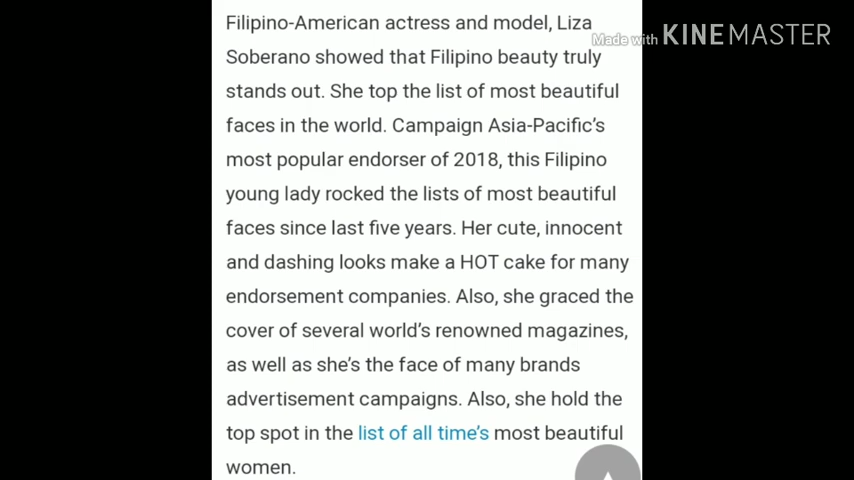 Filipino-American actress and model, Liza
Made with KINEMASTER
Soberano showed that Filipino beauty truly
stands out. She top the list of most beautiful
faces in the world. Campaign Asia-Pacific’s
most popular endorser of 2018, this Filipino
young lady rocked the lists of most beautiful
faces since last five years. Her cute, innocent
and dashing looks make a HOT cake for many
endorsement companies. Also, she graced the
cover of several world’s renowned magazines,
as well as she’s the face of many brands
advertisement campaigns. Also, she hold the
top spot in the list of all time’s most beautiful
women.